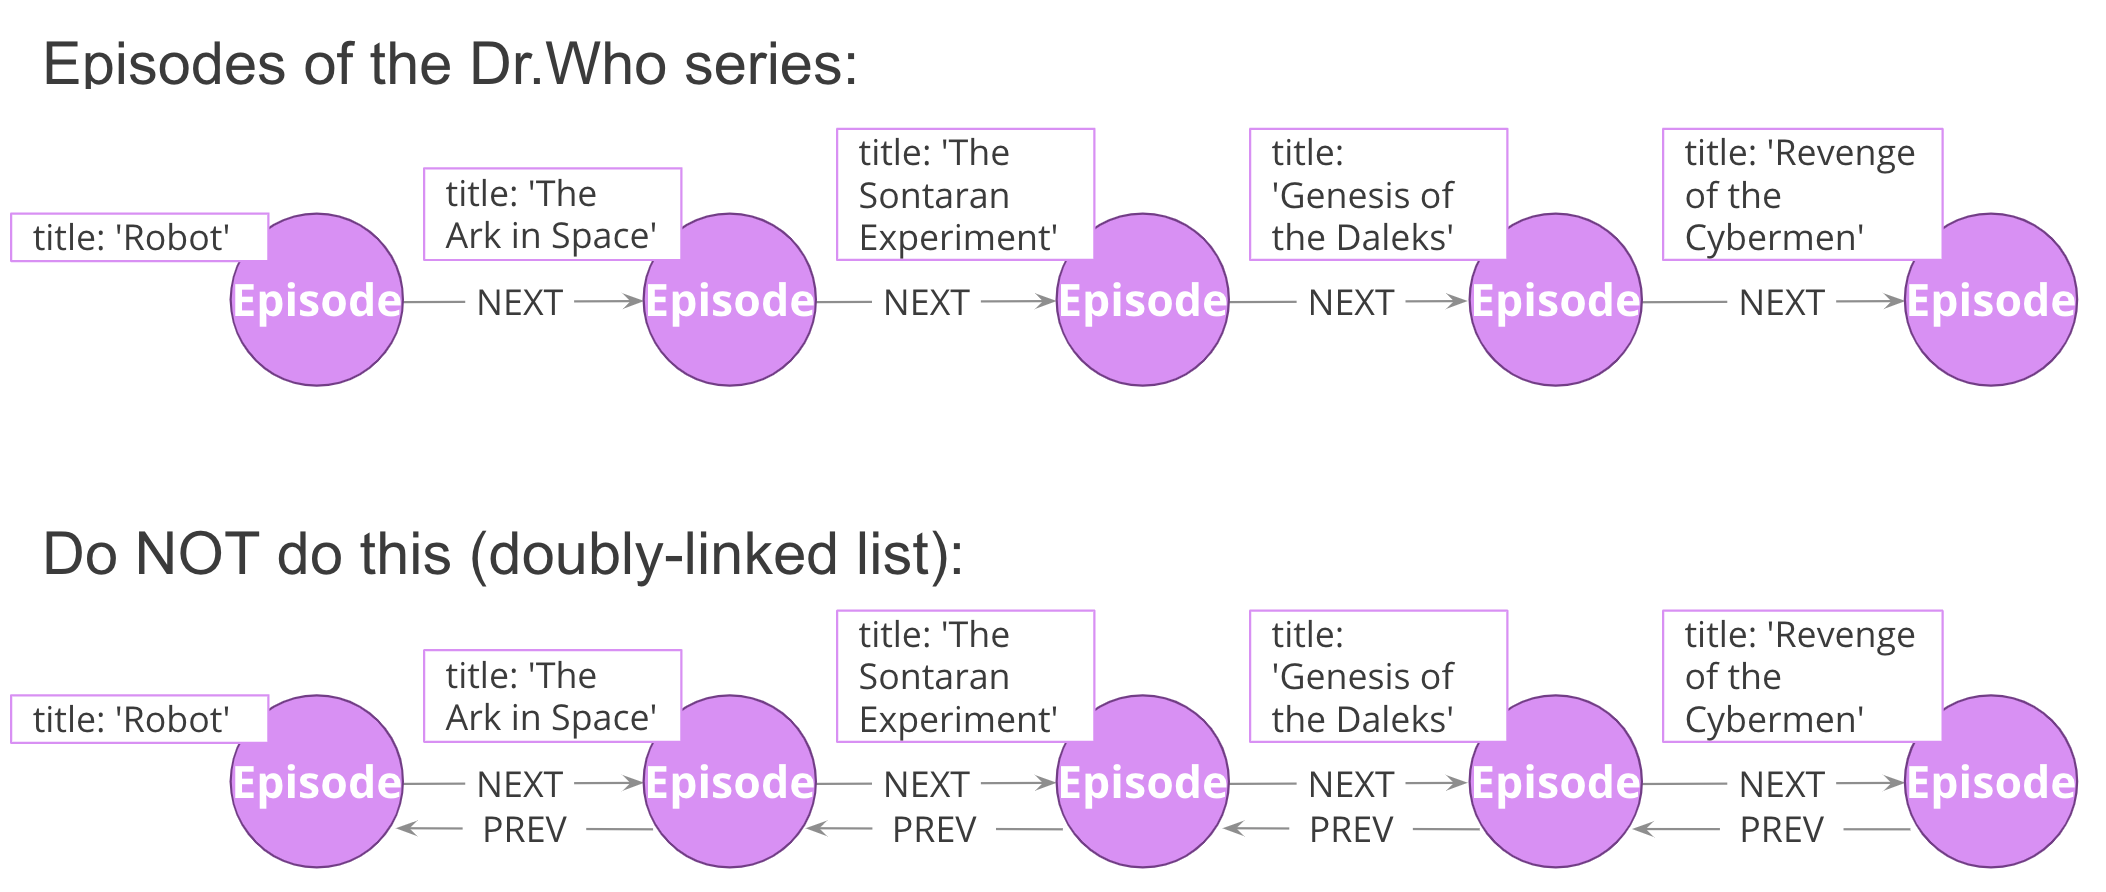 Episodes of the Dr.Who series:
title: 'Robot'
title: 'The
Ark in Space'
title: 'The
Sontaran
Experiment'
title:
'Genesis of
the Daleks'
title: 'Revenge
of the
Cybermen'
Episode NEXT Episode NEXT Episode NEXT Episode NEXT Episode
Do NOT do this (doubly-linked list):
title: 'Robot'
title: 'The
Ark in Space'
title: 'The
Sontaran
Experiment'
title:
'Genesis of
the Daleks'
title: 'Revenge
of the
Cybermen'
Episode NEXT Episode NEXT Episode NEXT Episode NEXT Episode
PREV PREV PREV PREV